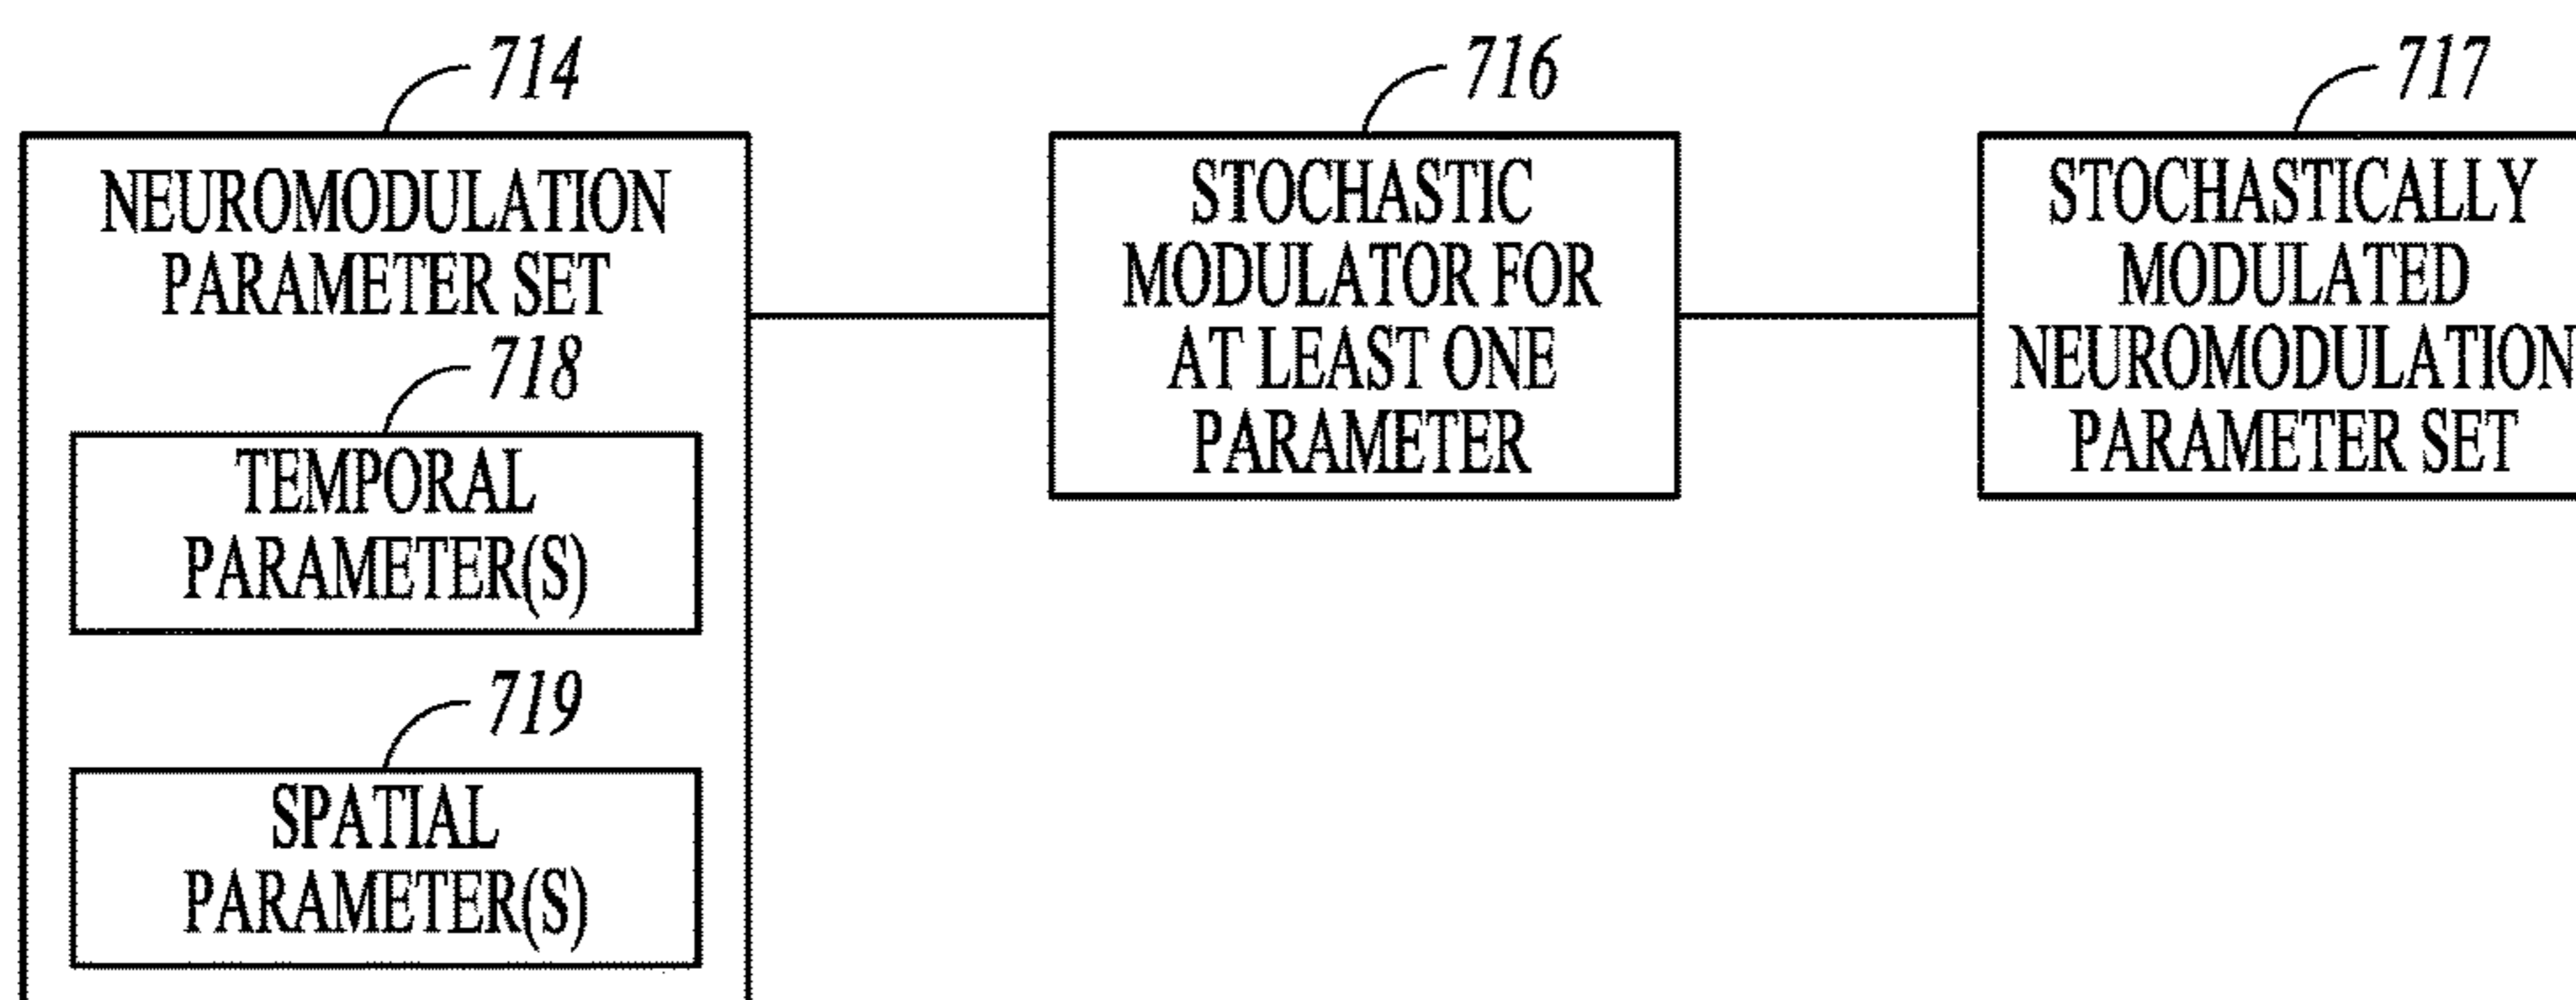 714
NEUROMODULATION
PARAMETER SET
718
TEMPORAL
PARAMETER(S)
719
SPATIAL
PARAMETER(S)
716
STOCHASTIC
MODULATOR FOR
AT LEAST ONE
PARAMETER
717
STOCHASTICALLY
MODULATED
NEUROMODULATION
PARAMETER SET